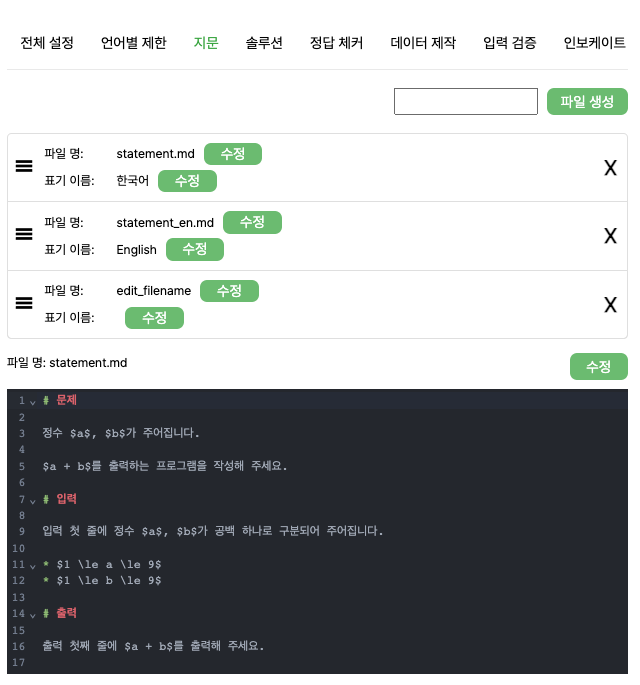 전체 설정 언어별 제한 지문 솔루션 정답 체커 데이터 제작 입력 검증 인보케이트
파일 생성
파일 명: statement.md 수정
표기 이름: 한국어 수정
X
파일 명: statement_en.md 수정
표기 이름: English 수정
X
파일 명: edit_filename 수정
표기 이름: 수정
X
파일 명: statement.md 수정
1 # 문제
2
3 정수 $a$, $b$가 주어집니다.
4
5 $a + b$를 출력하는 프로그램을 작성해 주세요.
6
7 # 입력
8
9 입력 첫 줄에 정수 $a$, $b$가 공백 하나로 구분되어 주어집니다.
10
11 * $1 \le a \le 9$
12 * $1 \le b \le 9$
13
14 # 출력
15
16 출력 첫째 줄에 $a + b$를 출력해 주세요.
17